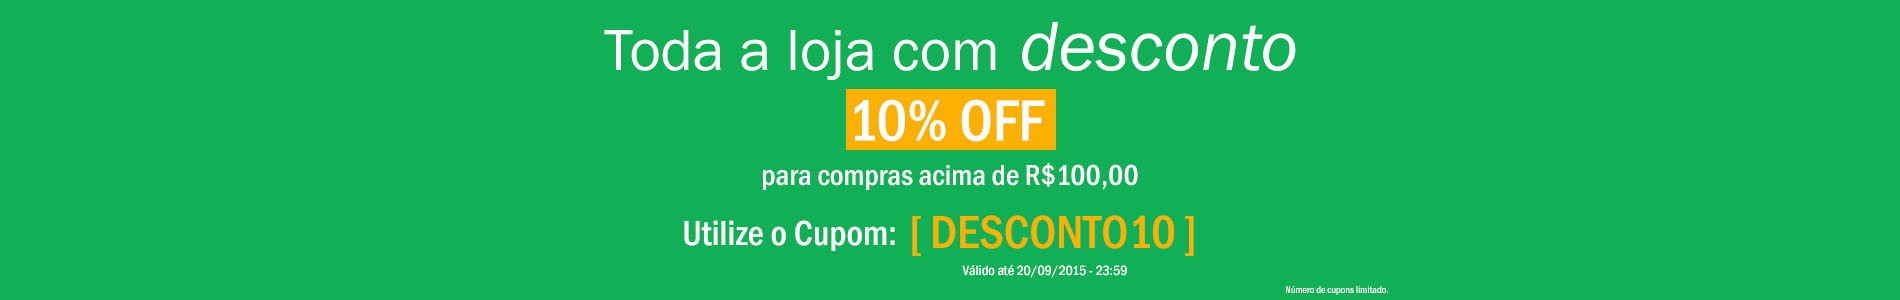 Toda a loja com desconto
10% OFF
para compras acima de R$100,00
Utilize o Cupom: [ DESCONTO10 ]
Válido até 20/09/2015 - 23:59
Número de cupons limitado.